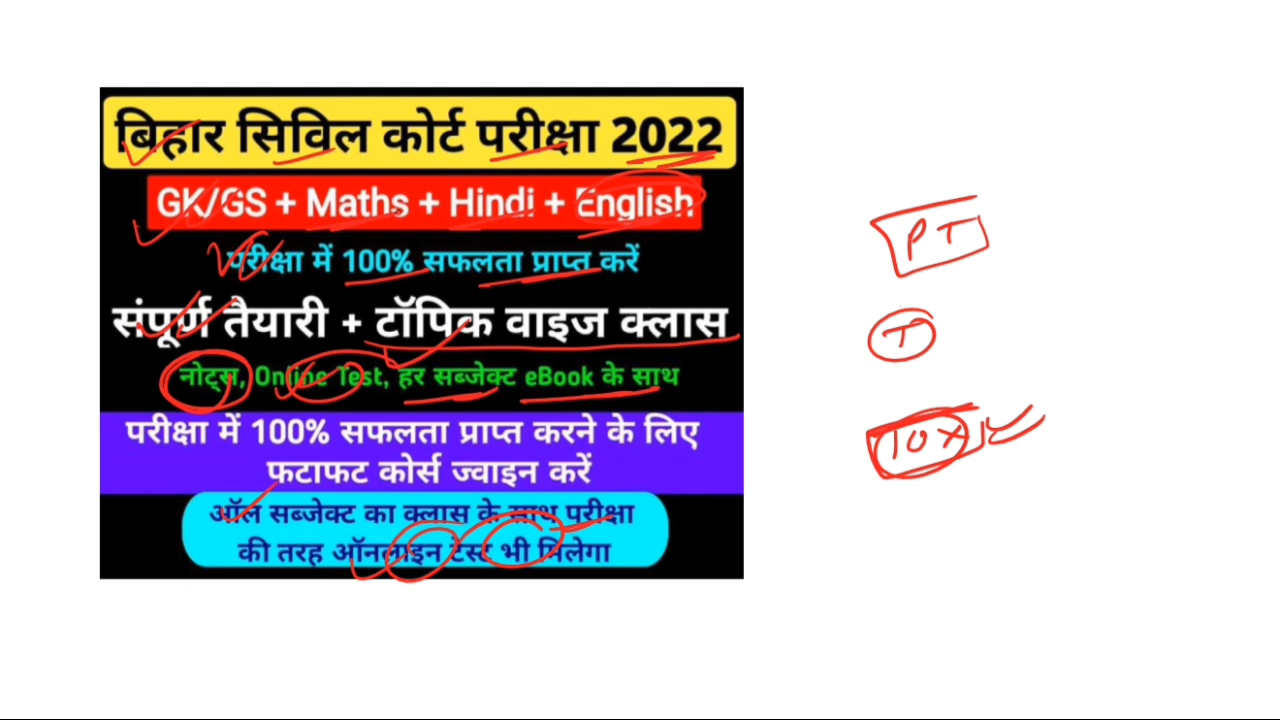 बिहार सिविल कोर्ट परीक्षा 2022
GK/GS + Maths + Hindi + English
परीक्षा में 100% सफलता प्राप्त करें
संपूर्ण तैयारी + टॉपिक वाइज क्लास
नोट्स, Online Test, हर सब्जेक्ट eBook के साथ
परीक्षा में 100% सफलता प्राप्त करने के लिए
फटाफट कोर्स ज्वाइन करें
ऑल सब्जेक्ट का क्लास के साथ परीक्षा
की तरह ऑनलाइन टेस्ट भी मिलेगा
PT
T
10X